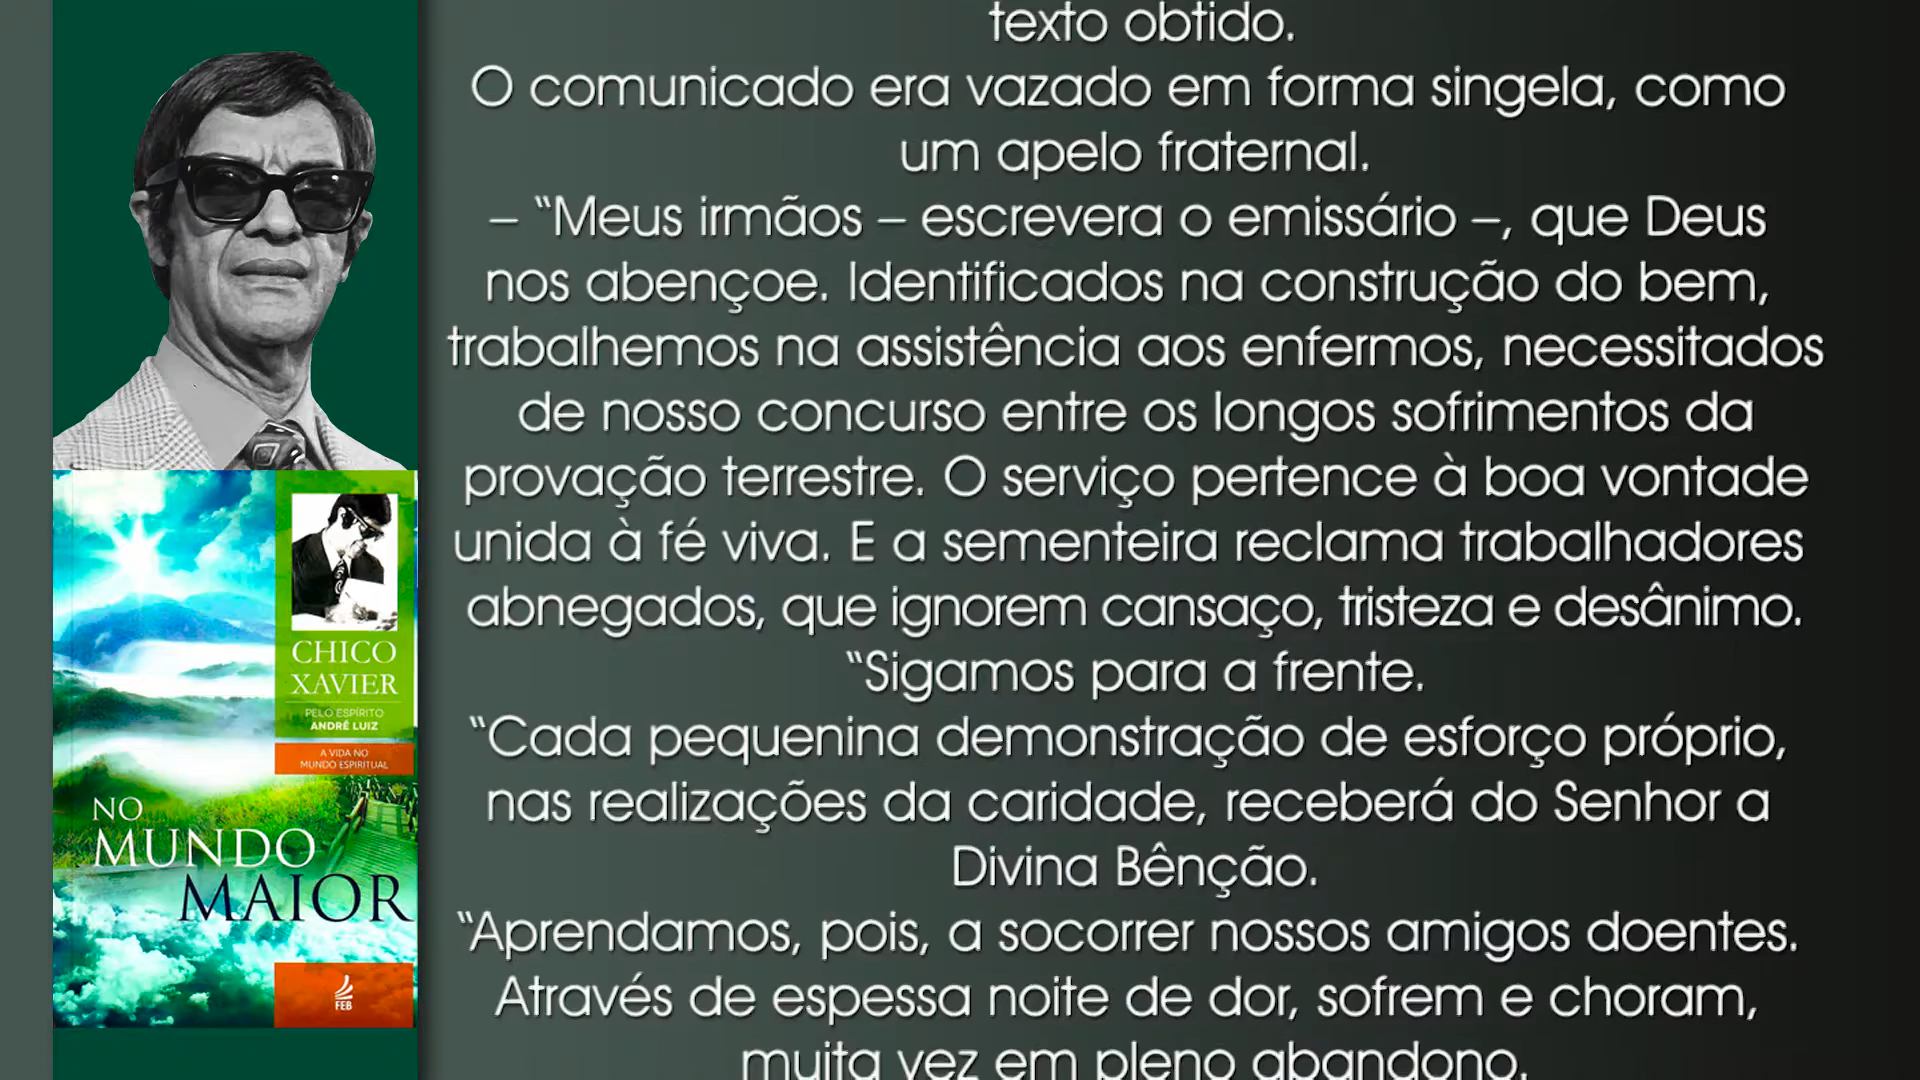 texto obtido.
O comunicado era vazado em forma singela, como
um apelo fraternal.
– “Meus irmãos – escrevera o emissário –, que Deus
nos abençoe. Identificados na construção do bem,
trabalhemos na assistência aos enfermos, necessitados
de nosso concurso entre os longos sofrimentos da
provação terrestre. O serviço pertence à boa vontade
unida à fé viva. E a sementeira reclama trabalhadores
abnegados, que ignorem cansaço, tristeza e desânimo.
“Sigamos para a frente.
“Cada pequenina demonstração de esforço próprio,
nas realizações da caridade, receberá do Senhor a
Divina Bênção.
“Aprendamos, pois, a socorrer nossos amigos doentes.
Através de espessa noite de dor, sofrem e choram,
muita vez em pleno abandono.
CHICO
XAVIER
PELO ESPÍRITO
ANDRÉ LUIZ
A VIDA NO
MUNDO ESPIRITUAL
NO
MUNDO
MAIOR
FEB